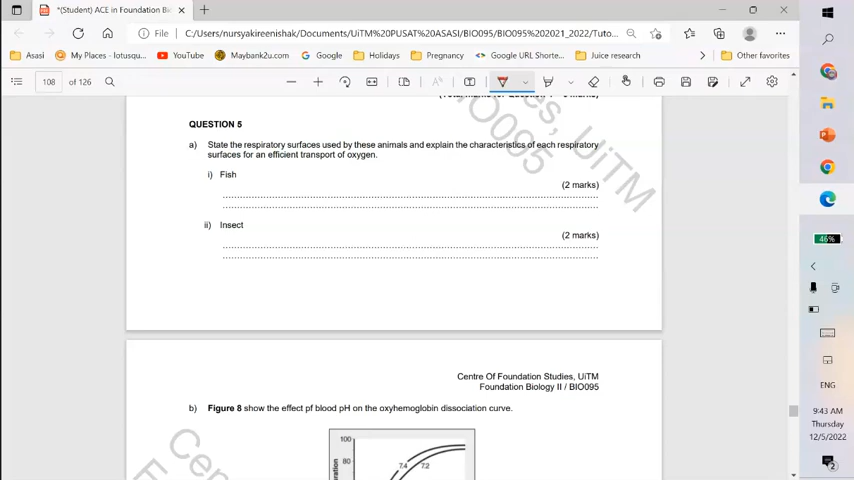 *(Student) ACE in Foundation Bi
File
C:/Users/nursyakireenishak/Documents/UiTM%20PUSAT%20ASASI/BIO095/BIO095%202021_2022/Tuto...
Asasi
My Places - lotusqu...
YouTube
Maybank2u.com
Google
Holidays
Pregnancy
Google URL Shorte...
Juice research
Other favorites
108 of 126
QUESTION 5
a) State the respiratory surfaces used by these animals and explain the characteristics of each respiratory
surfaces for an efficient transport of oxygen.
i) Fish
(2 marks)
ii) Insect
(2 marks)
Centre Of Foundation Studies, UiTM
Foundation Biology II / BIO095
b) Figure 8 show the effect pf blood pH on the oxyhemoglobin dissociation curve.
100
80
7.4
7.2
uration
es, UiTM
BIO095
Cen
46%
ENG
9:43 AM
Thursday
12/5/2022
2